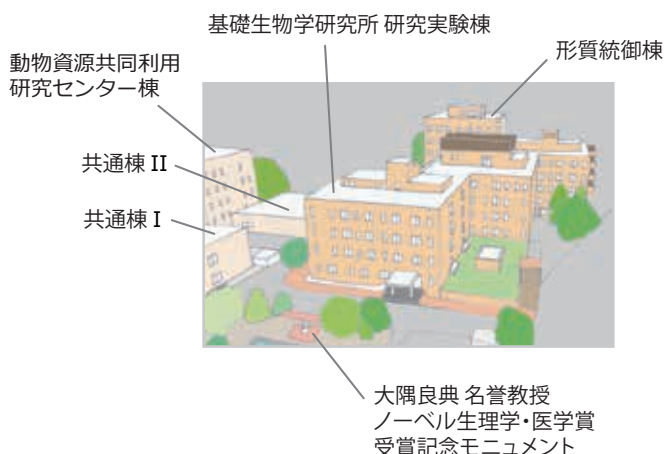 基礎生物学研究所 研究実験棟
形質統御棟
動物資源共同利用
研究センター棟
共通棟 II
共通棟 I
大隅良典 名誉教授
ノーベル生理学・医学賞
受賞記念モニュメント